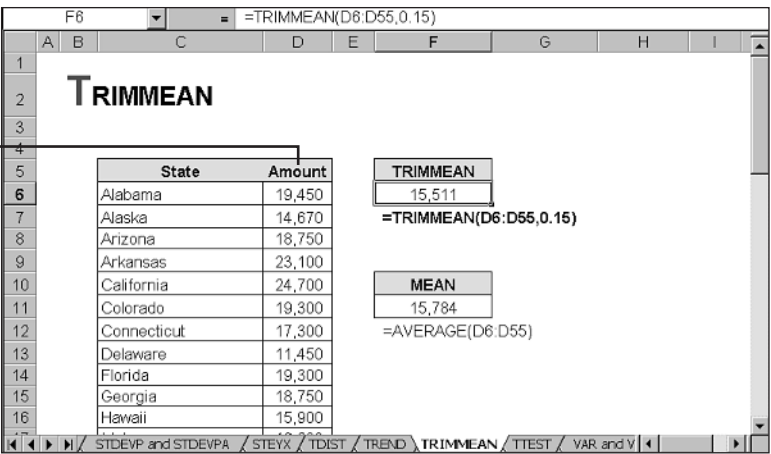 F6 = =TRIMMEAN(D6:D55,0.15)
A B C D E F G H I
1
2 TRIMMEAN
3
4
5 State Amount TRIMMEAN
6 Alabama 19,450 15,511
7 Alaska 14,670 =TRIMMEAN(D6:D55,0.15)
8 Arizona 18,750
9 Arkansas 23,100
10 California 24,700 MEAN
11 Colorado 19,300 15,784
12 Connecticut 17,300 =AVERAGE(D6:D55)
13 Delaware 11,450
14 Florida 19,300
15 Georgia 18,750
16 Hawaii 15,900
STDEVP and STDEVPA STEYX TDIST TREND TRIMMEAN TTEST VAR and V